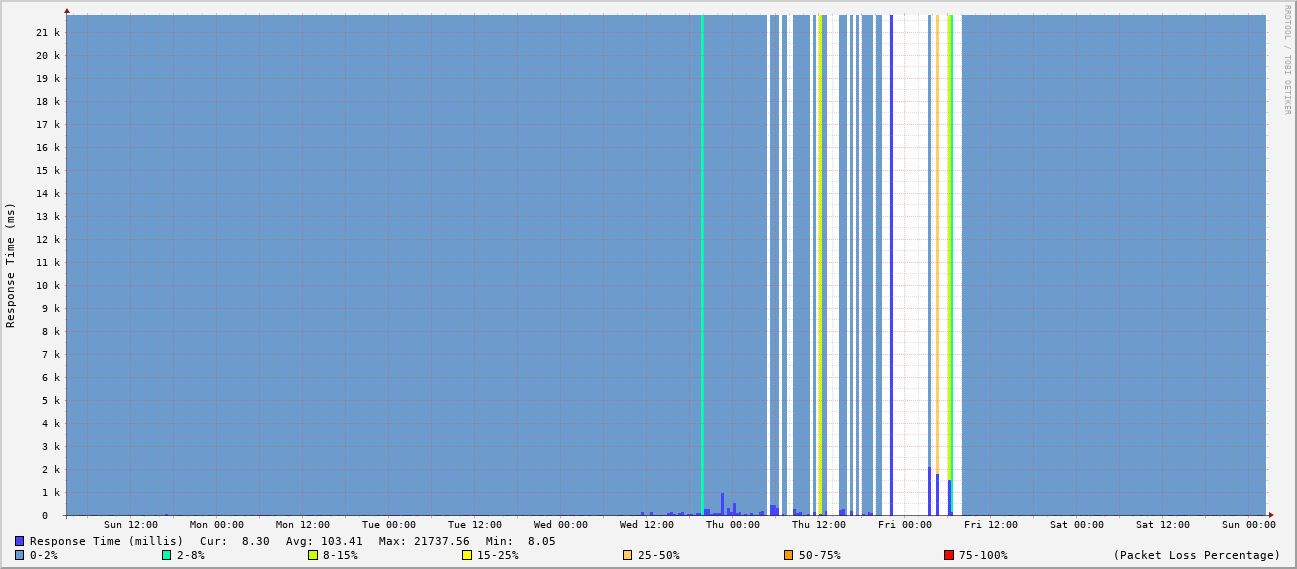 RRDTOOL / TOBI OETIKER
Response Time (ms)
21 k
20 k
19 k
18 k
17 k
16 k
15 k
14 k
13 k
12 k
11 k
10 k
9 k
8 k
7 k
6 k
5 k
4 k
3 k
2 k
1 k
0
Sun 12:00 Mon 00:00 Mon 12:00 Tue 00:00 Tue 12:00 Wed 00:00 Wed 12:00 Thu 00:00 Thu 12:00 Fri 00:00 Fri 12:00 Sat 00:00 Sat 12:00 Sun 00:00
Response Time (millis) Cur: 8.30 Avg: 103.41 Max: 21737.56 Min: 8.05
0-2% 2-8% 8-15% 15-25% 25-50% 50-75% 75-100% (Packet Loss Percentage)